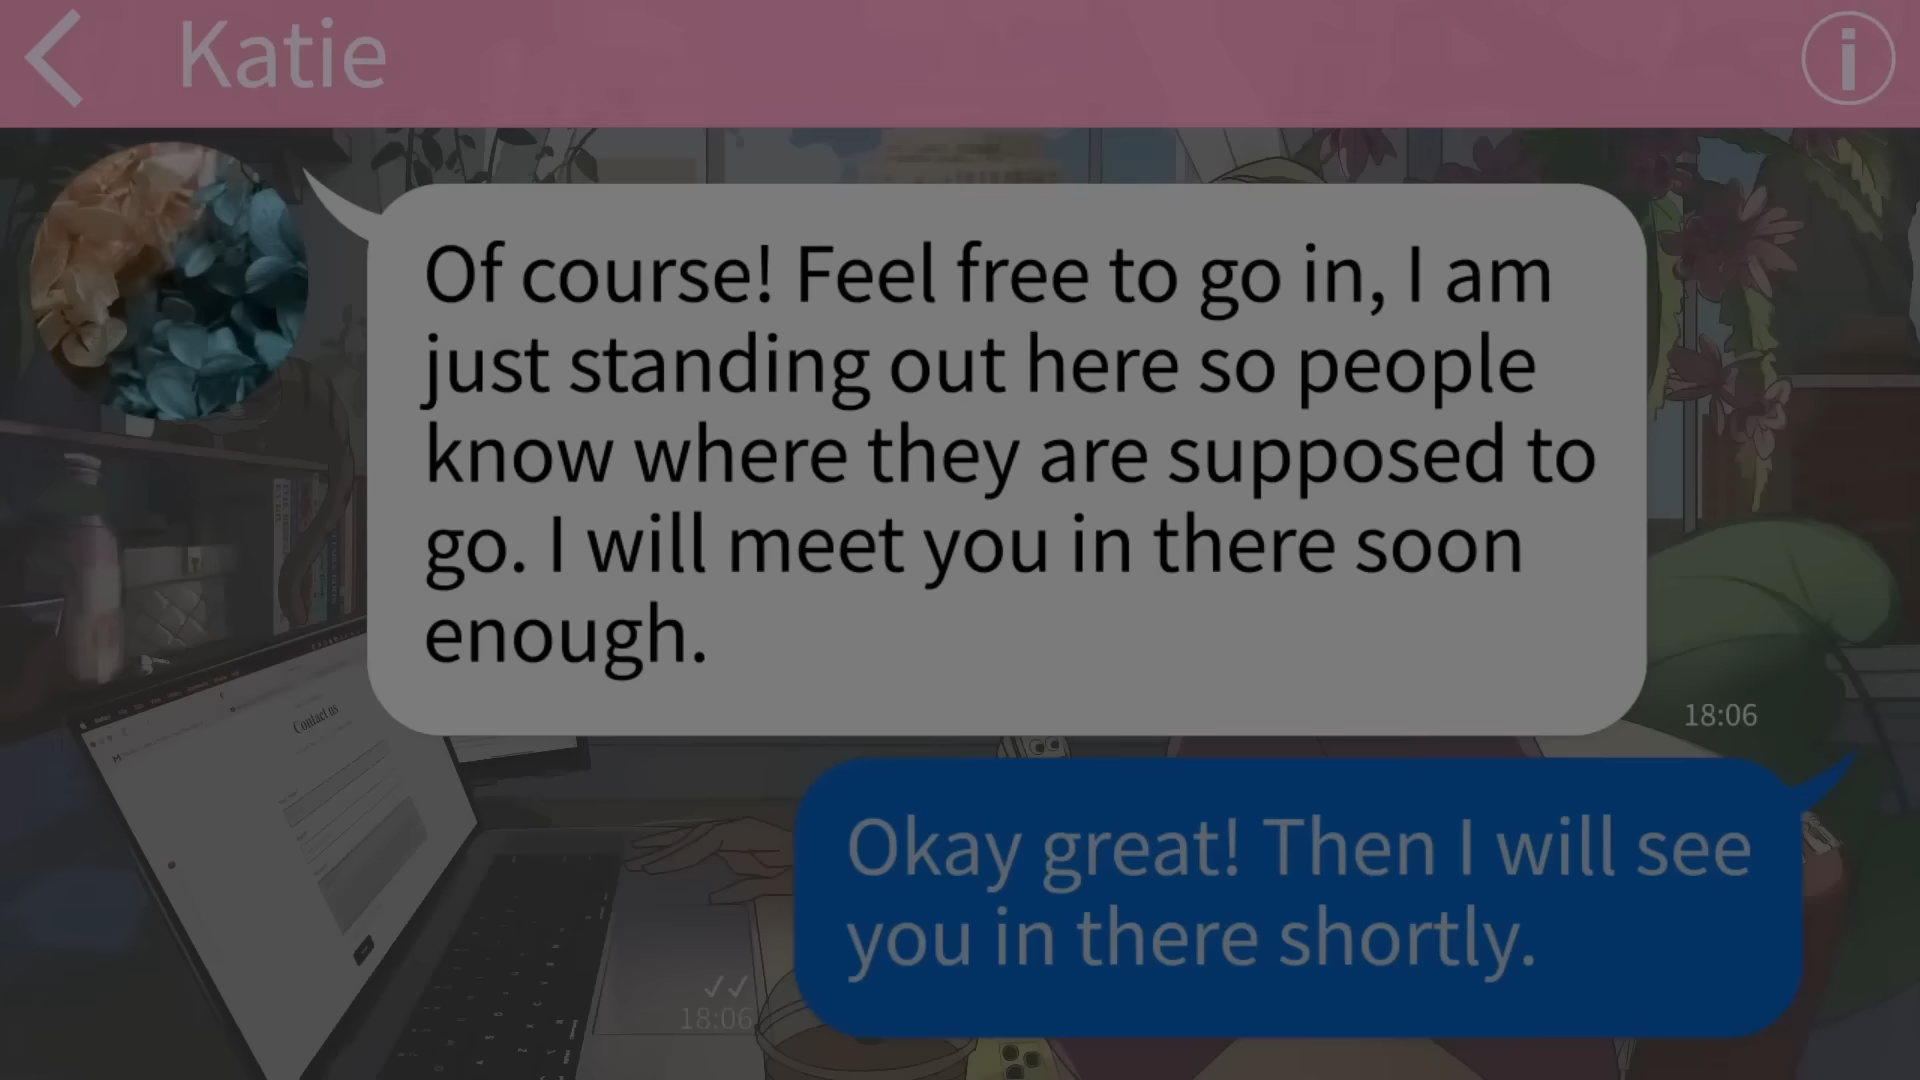 Katie
i
Of course! Feel free to go in, I am
just standing out here so people
know where they are supposed to
go. I will meet you in there soon
enough.
18:06
Contact us
Okay great! Then I will see
you in there shortly.
18:06